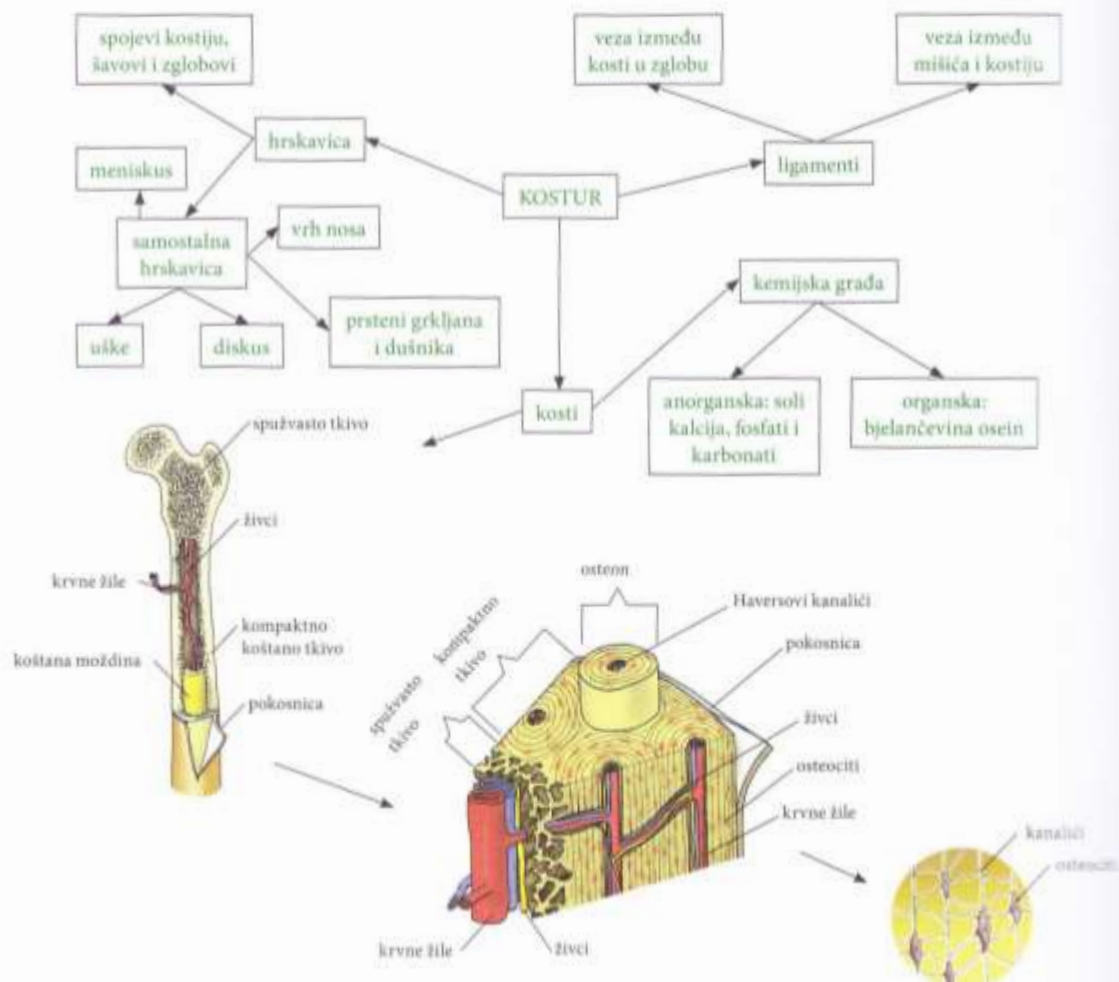 spojevi kostiju,
šavovi i zglobovi
veza između
kosti u zglobu
veza između
mišića i kostiju
hrskavica
ligamenti
meniskus
KOSTUR
vrh nosa
samostalna
hrskavica
kemijska građa
uške
diskus
prsteni grkljana
i dušnika
kosti
anorganska: soli
kalcija, fosfati i
karbonati
organska:
bjelančevina osein
spužvasto tkivo
živci
krvne žile
kompaktno
koštano tkivo
koštana moždina
pokosnica
osteon
Haversovi kanalići
kompaktno
tkivo
spužvasto
tkivo
pokosnica
živci
osteociti
krvne žile
krvne žile
živci
kanalići
osteociti